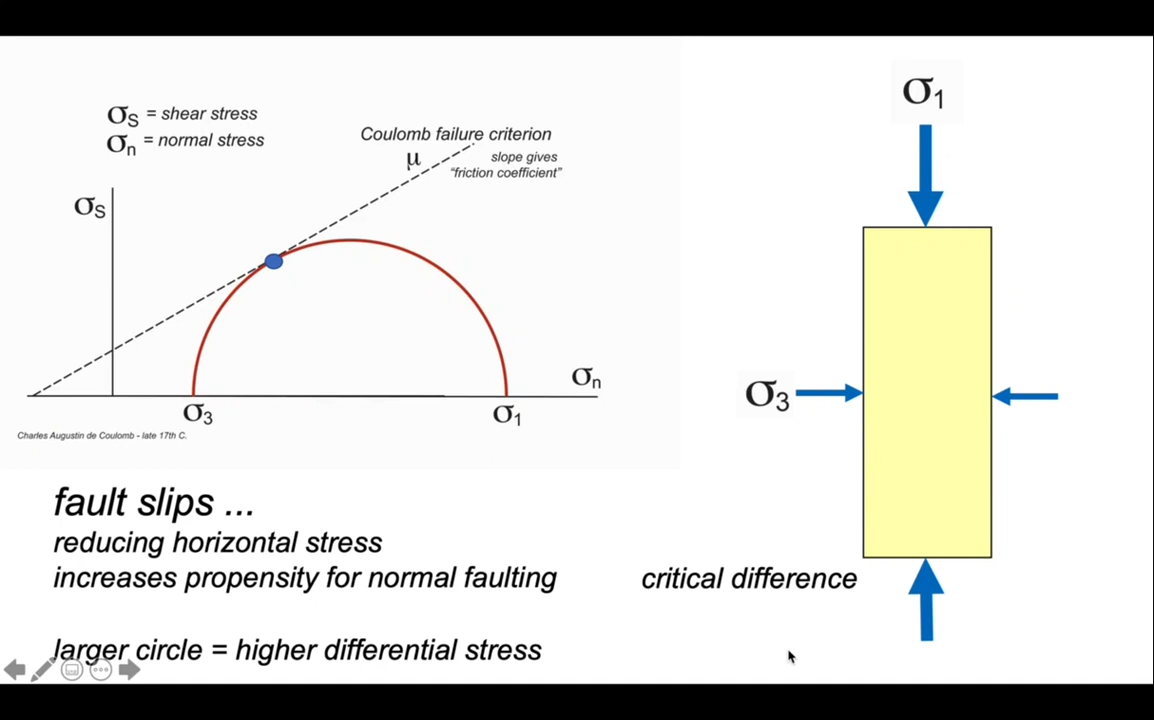 σS = shear stress
σn = normal stress
Coulomb failure criterion
μ
slope gives
“friction coefficient”
σS
σn
σ3
σ1
Charles Augustin de Coulomb - late 17th C.
fault slips ...
reducing horizontal stress
increases propensity for normal faulting
larger circle = higher differential stress
σ1
σ3
critical difference